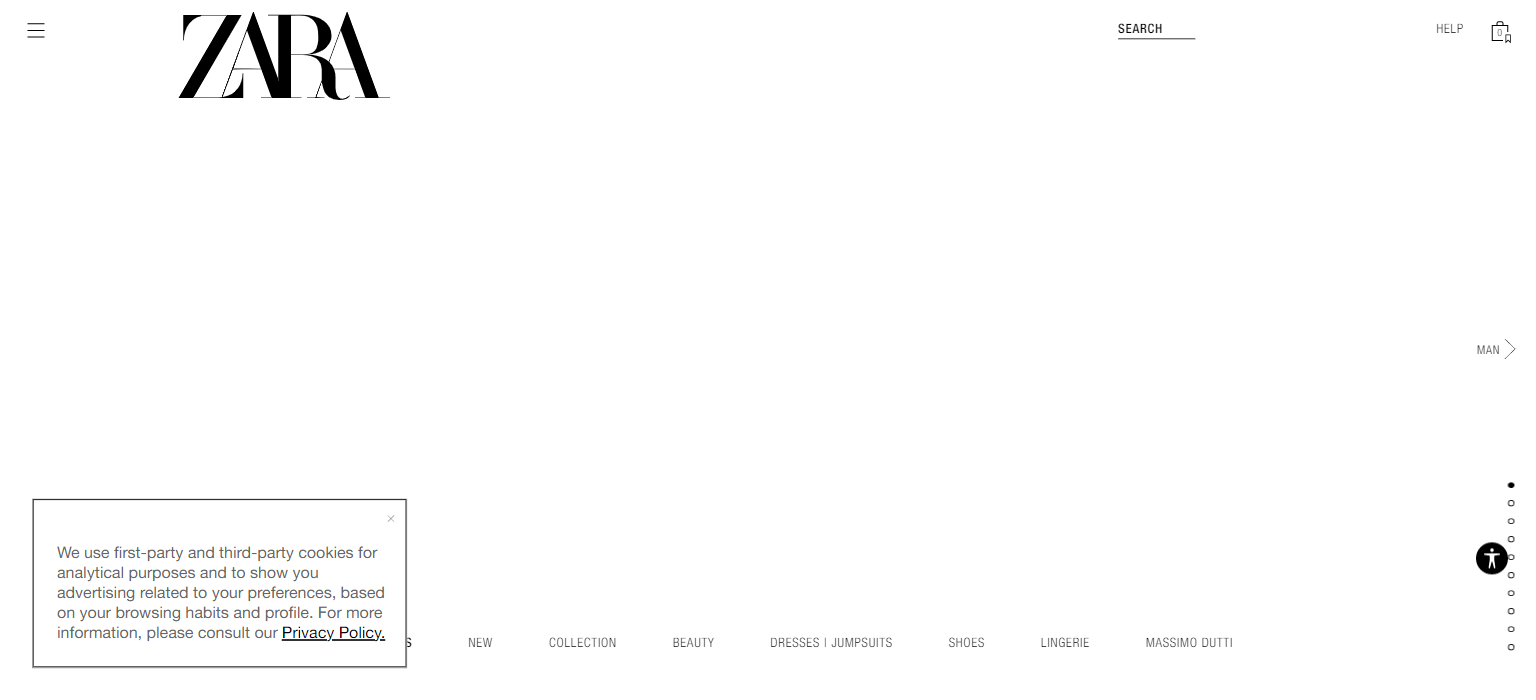 ZARA
SEARCH
HELP
0
MAN
We use first-party and third-party cookies for
analytical purposes and to show you
advertising related to your preferences, based
on your browsing habits and profile. For more
information, please consult our Privacy Policy.
S
NEW
COLLECTION
BEAUTY
DRESSES | JUMPSUITS
SHOES
LINGERIE
MASSIMO DUTTI